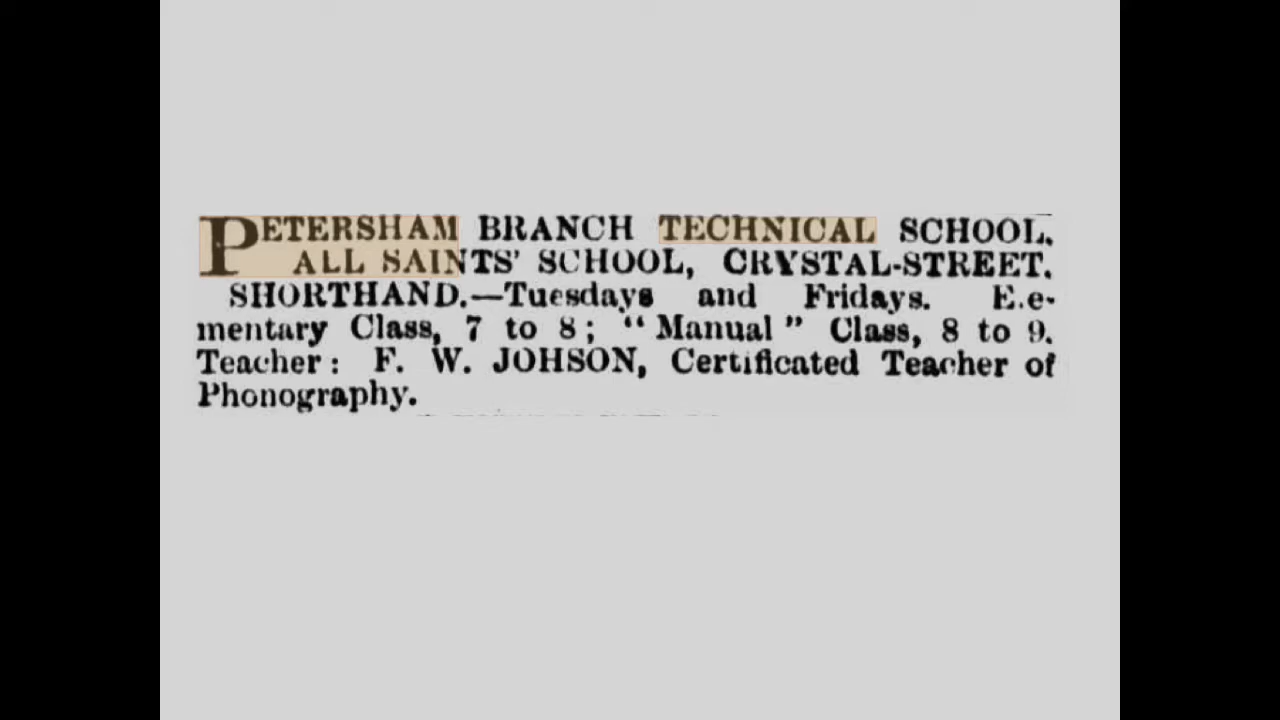 PETERSHAM BRANCH TECHNICAL SCHOOL.
ALL SAINTS' SCHOOL, CRYSTAL-STREET.
SHORTHAND.—Tuesdays and Fridays. E.e-
mentary Class, 7 to 8; “Manual” Class, 8 to 9.
Teacher: F. W. JOHSON, Certificated Teacher of
Phonography.